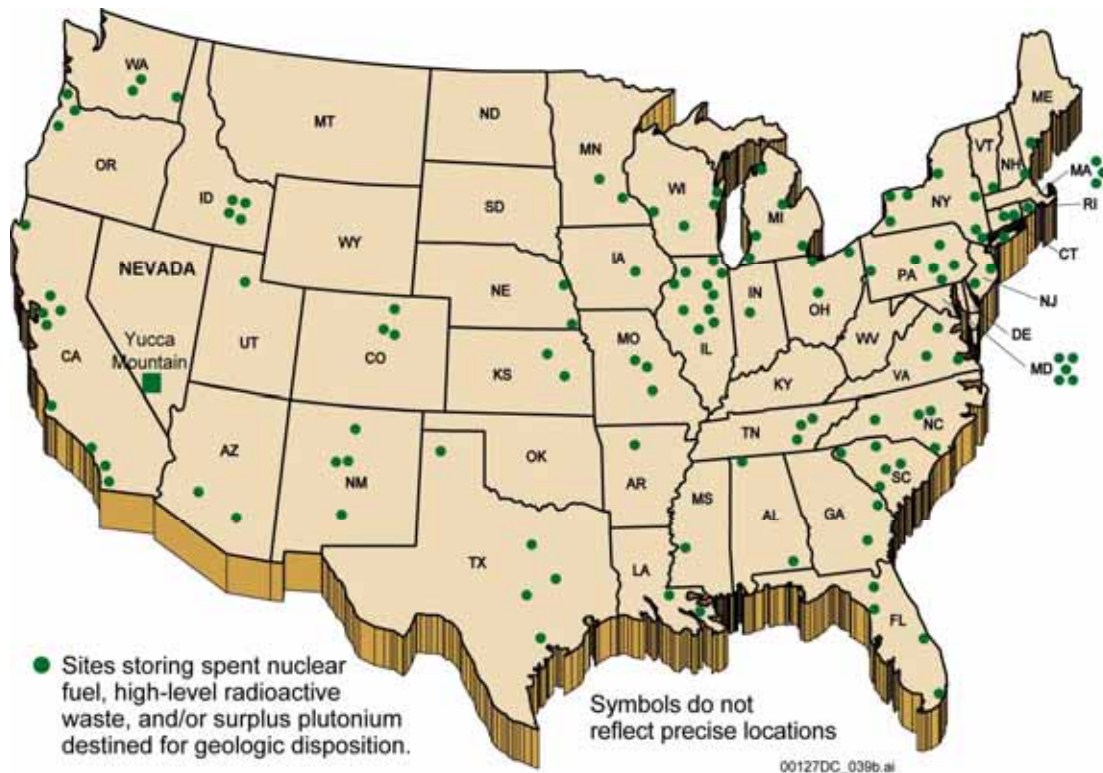 WA
MT
ND
MN
ME
VT
NH
MA
OR
ID
SD
WI
MI
NY
RI
WY
CT
NEVADA
IA
PA
NE
IN
OH
NJ
Yucca
Mountain
UT
CO
IL
WV
DE
CA
MO
MD
KS
KY
VA
TN
NC
AZ
NM
OK
AR
SC
MS
AL
GA
TX
LA
FL
Sites storing spent nuclear
fuel, high-level radioactive
waste, and/or surplus plutonium
destined for geologic disposition.
Symbols do not
reflect precise locations
00127DC_039b.ai